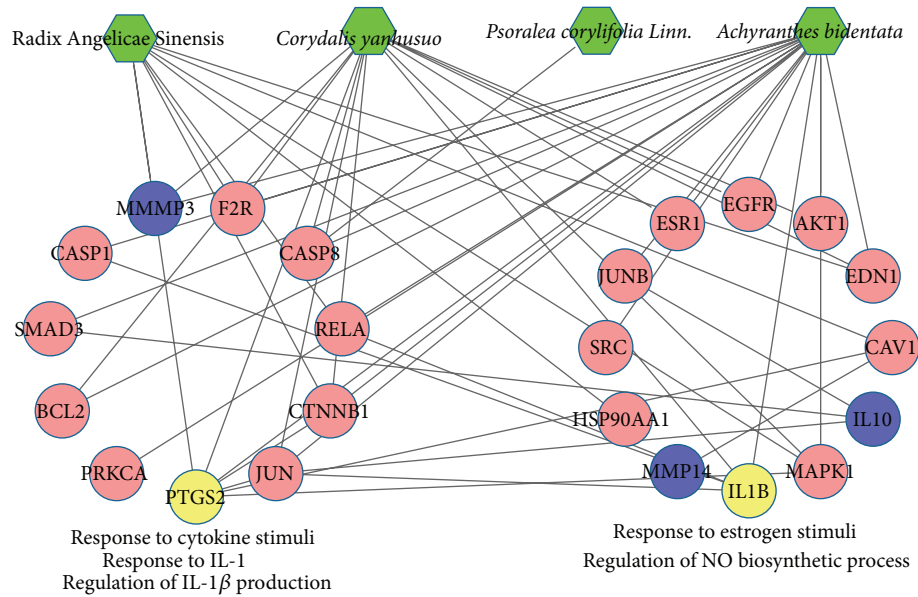 Radix Angelicae Sinensis
Corydalis yanhusuo
Psoralea corylifolia Linn.
Achyranthes bidentata
MMMP3
F2R
ESR1
EGFR
AKT1
CASP1
CASP8
JUNB
EDN1
SMAD3
RELA
SRC
CAV1
BCL2
CTNNB1
HSP90AA1
IL10
PRKCA
PTGS2
JUN
MMP14
IL1B
MAPK1
Response to cytokine stimuli
Response to IL-1
Regulation of IL-1β production
Response to estrogen stimuli
Regulation of NO biosynthetic process